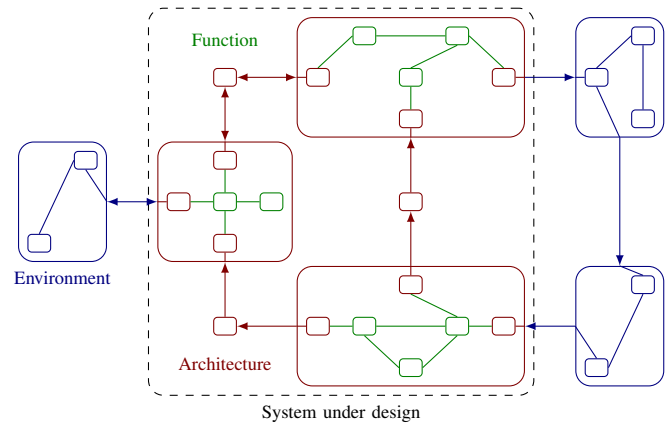 Function
Environment
Architecture
System under design